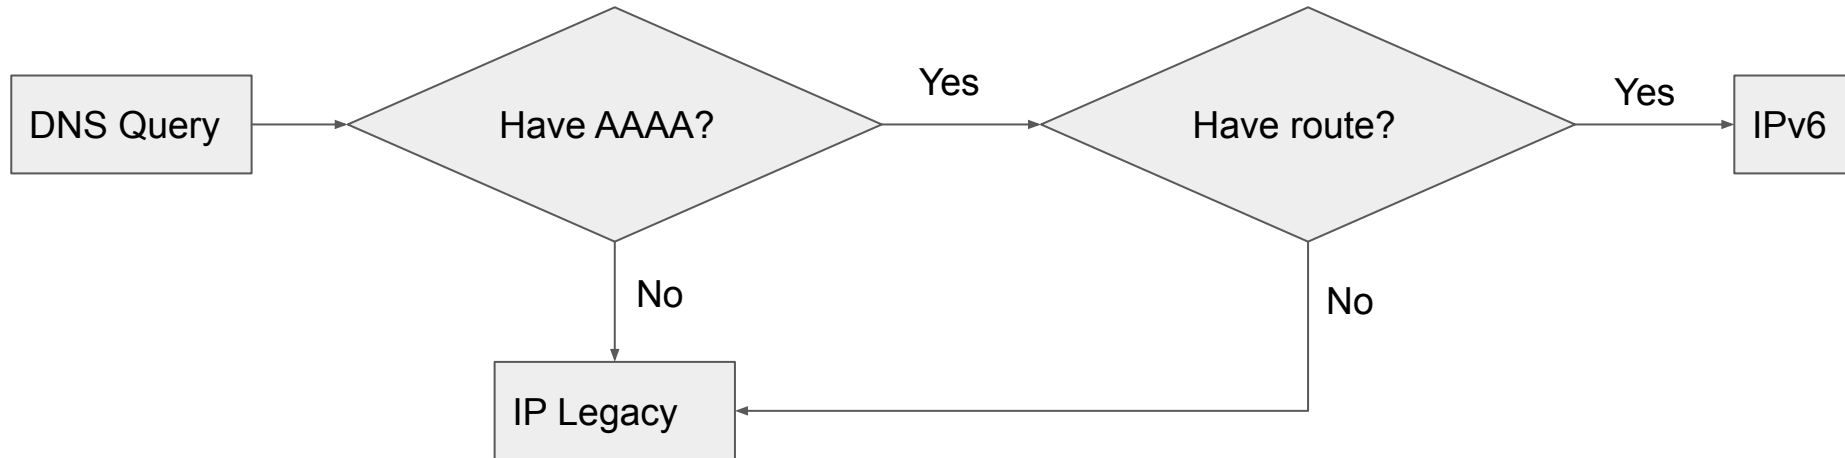 DNS Query
Have AAAA?
Yes
Have route?
Yes
IPv6
No
No
IP Legacy